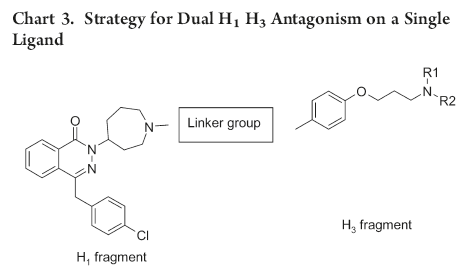 Chart 3. Strategy for Dual H₁ H₃ Antagonism on a Single
Ligand
R1
N
R2
O
O
N
Linker group
N
N
Cl
H₃ fragment
H₁ fragment